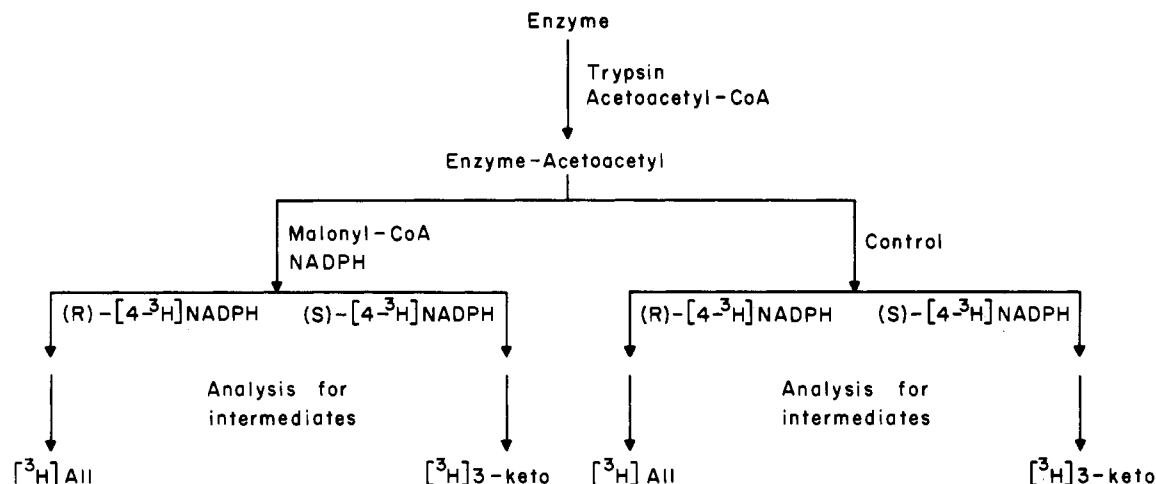 Enzyme
Trypsin
Acetoacetyl-CoA
Enzyme-Acetoacetyl
Malonyl-CoA
NADPH
Control
(R)-[4-³H]NADPH (S)-[4-³H]NADPH (R)-[4-³H]NADPH (S)-[4-³H]NADPH
Analysis for
intermediates
Analysis for
intermediates
[³H] All [³H]3-keto [³H] All [³H]3-keto